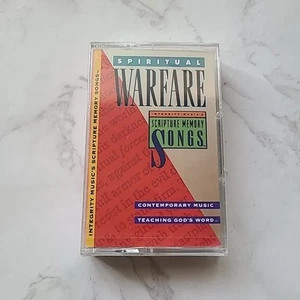 SPIRITUAL
WARFARE
INTEGRITY MUSIC'S
SCRIPTURE MEMORY
SONGS
CONTEMPORARY MUSIC
TEACHING GOD'S WORD
INTEGRITY MUSIC'S SCRIPTURE MEMORY SONGS